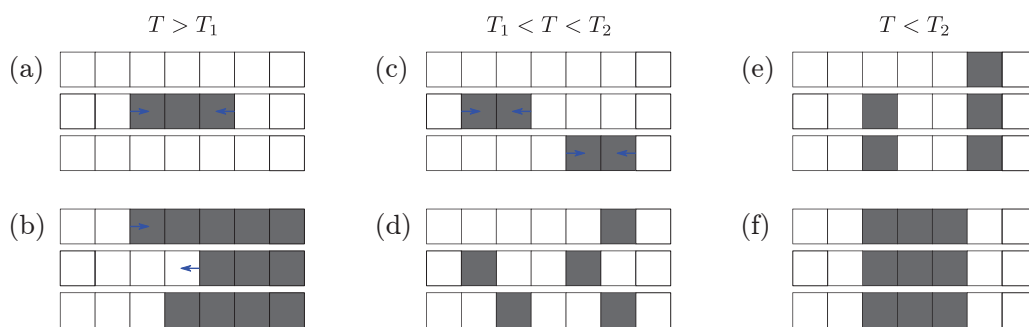 T > T₁
T₁ < T < T₂
T < T₂
(a)
(c)
(e)
(b)
(d)
(f)